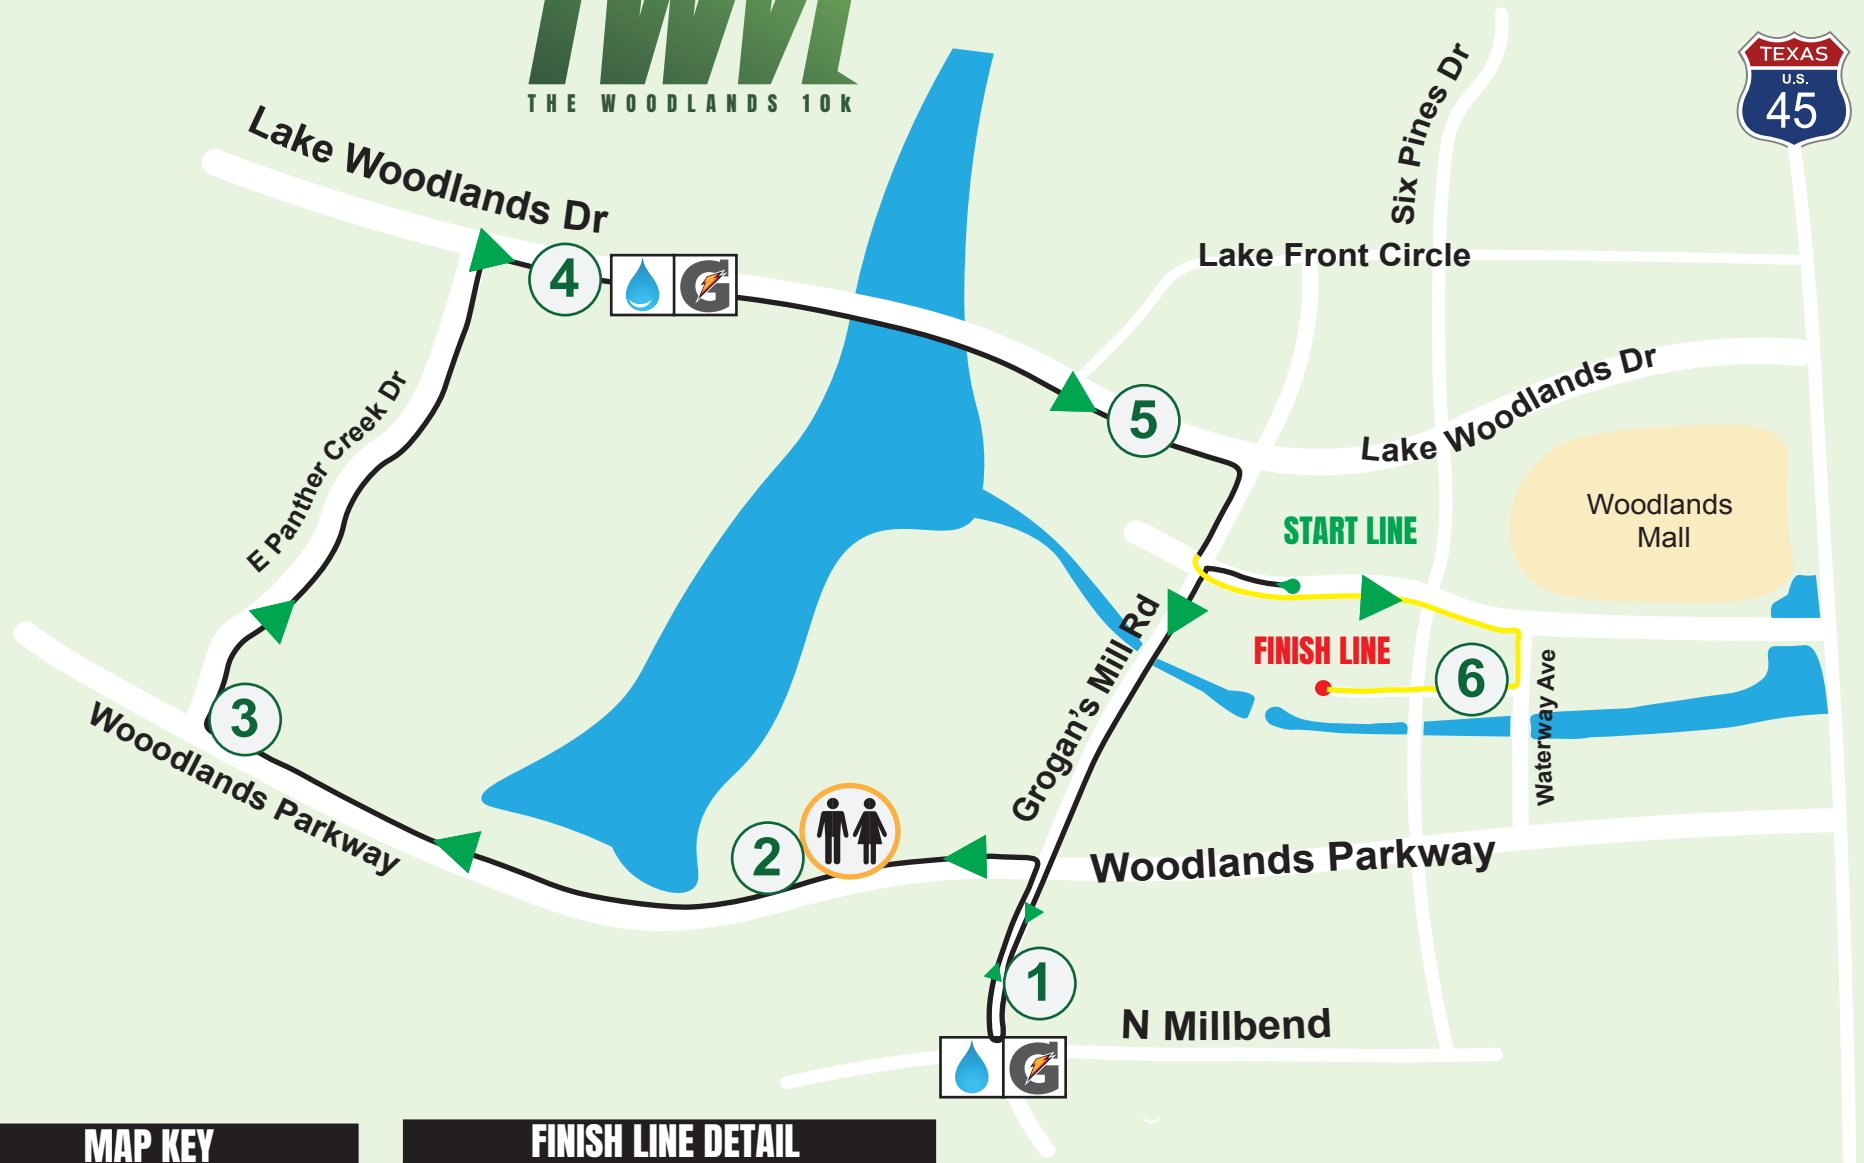 TWL
THE WOODLANDS 10k
TEXAS
U.S.
45
Six Pines Dr
Lake Woodlands Dr
Lake Front Circle
4
G
5
Lake Woodlands Dr
E Panther Creek Dr
Woodlands
Mall
START LINE
FINISH LINE
6
Grogan's Mill Rd
Waterway Ave
3
Wooodlands Parkway
2
Woodlands Parkway
1
N Millbend
G
MAP KEY
FINISH LINE DETAIL